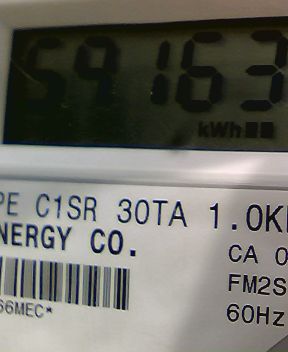 59163
kWh
PE C1SR 30TA 1.0K
NERGY CO.
CA 0
FM2S
66MEC*
60Hz